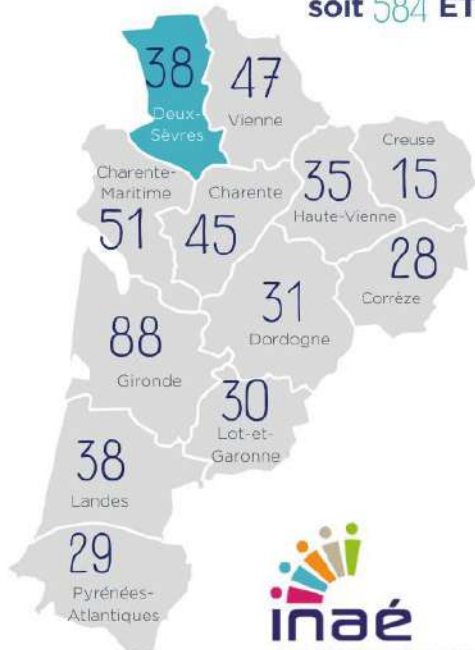 soit 584 ET
38
Deux-
Sèvres
47
Vienne
Charente-
Maritime
51
Charente
45
35
Haute-Vienne
Creuse
15
28
Corrèze
31
Dordogne
88
Gironde
30
Lot-et-
Garonne
38
Landes
29
Pyrénées-
Atlantiques
inaé